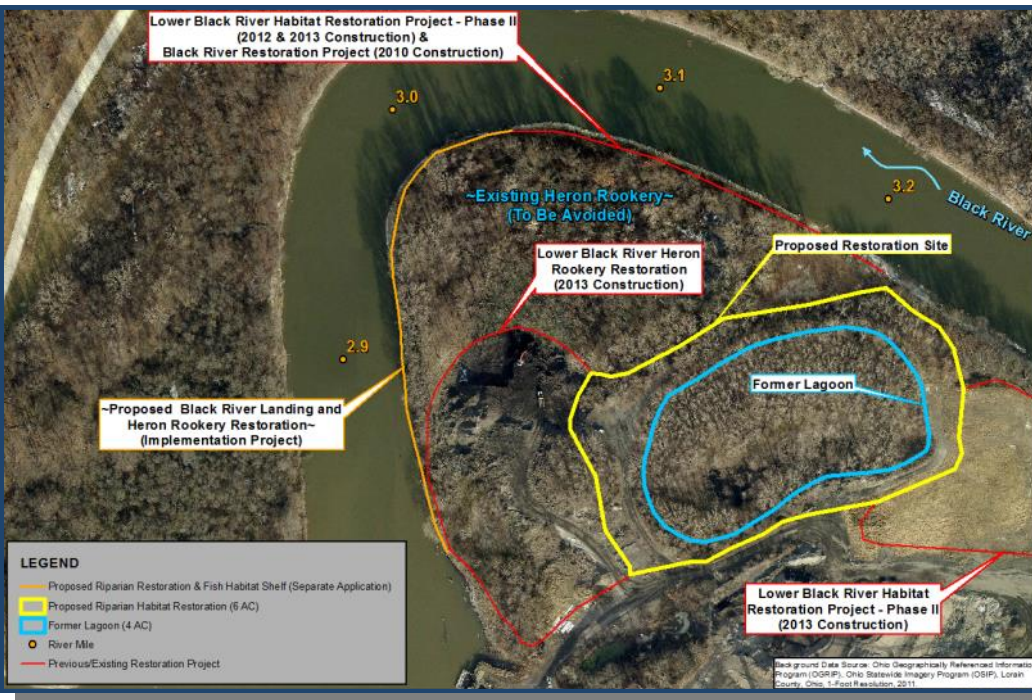 Lower Black River Habitat Restoration Project - Phase II
(2012 & 2013 Construction) &
Black River Restoration Project (2010 Construction)
3.0
3.1
3.2
Black River
~Existing Heron Rookery~
(To Be Avoided)
Proposed Restoration Site
Lower Black River Heron
Rookery Restoration
(2013 Construction)
2.9
Former Lagoon
~Proposed Black River Landing and
Heron Rookery Restoration~
(Implementation Project)
LEGEND
Proposed Riparian Restoration & Fish Habitat Shelf (Separate Application)
Proposed Riparian Habitat Restoration (6 AC)
Former Lagoon (4 AC)
River Mile
Previous/Existing Restoration Project
Lower Black River Habitat
Restoration Project - Phase II
(2013 Construction)
Background Data Source: Ohio Geographically Referenced Informatio
Program (OGRIP), Ohio Statewide Imagery Program (OSIP), Lorain
County, Ohio, 1-Foot Resolution, 2011.